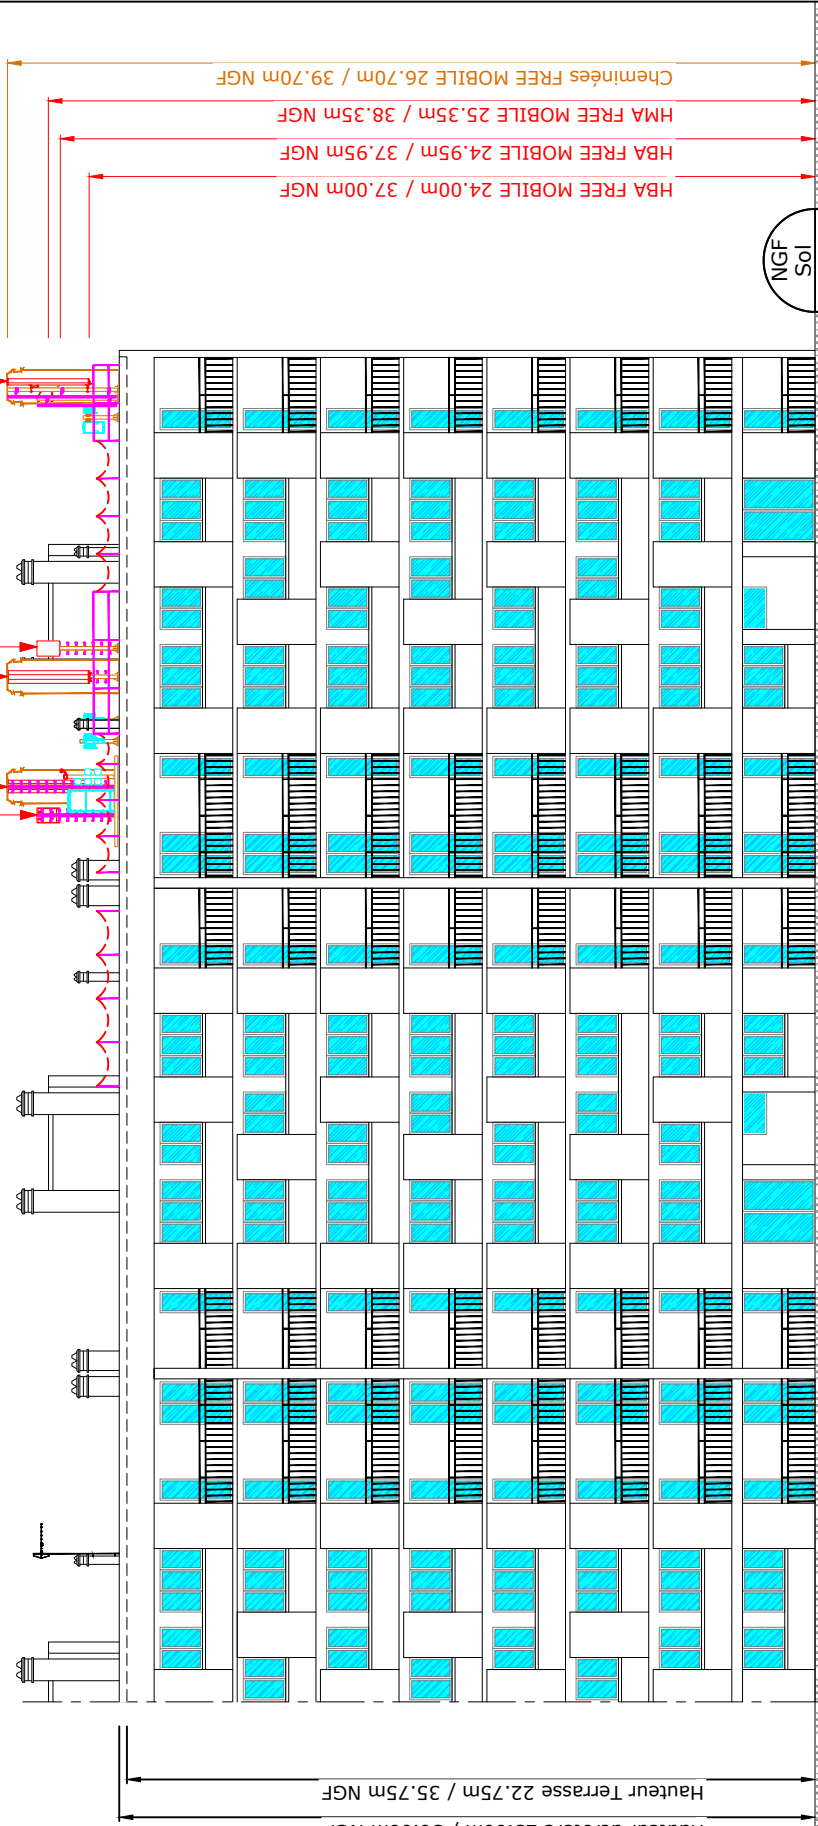 Cheminées FREE MOBILE 26.70m / 39.70m NGF
HMA FREE MOBILE 25.35m / 38.35m NGF
HBA FREE MOBILE 24.95m / 37.95m NGF
HBA FREE MOBILE 24.00m / 37.00m NGF
NGF
Sol
Hauteur Terrasse 22.75m / 35.75m NGF